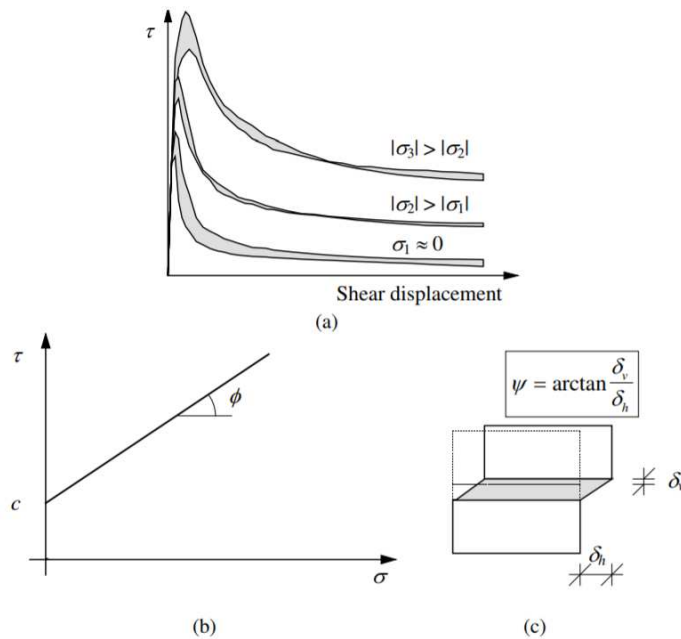 τ
|σ₃| > |σ₂|
|σ₂| > |σ₁|
σ₁ ≈ 0
Shear displacement
(a)
τ
ϕ
c
σ
(b)
ψ = arctan δᵥ/δₕ
δ
δₕ
(c)